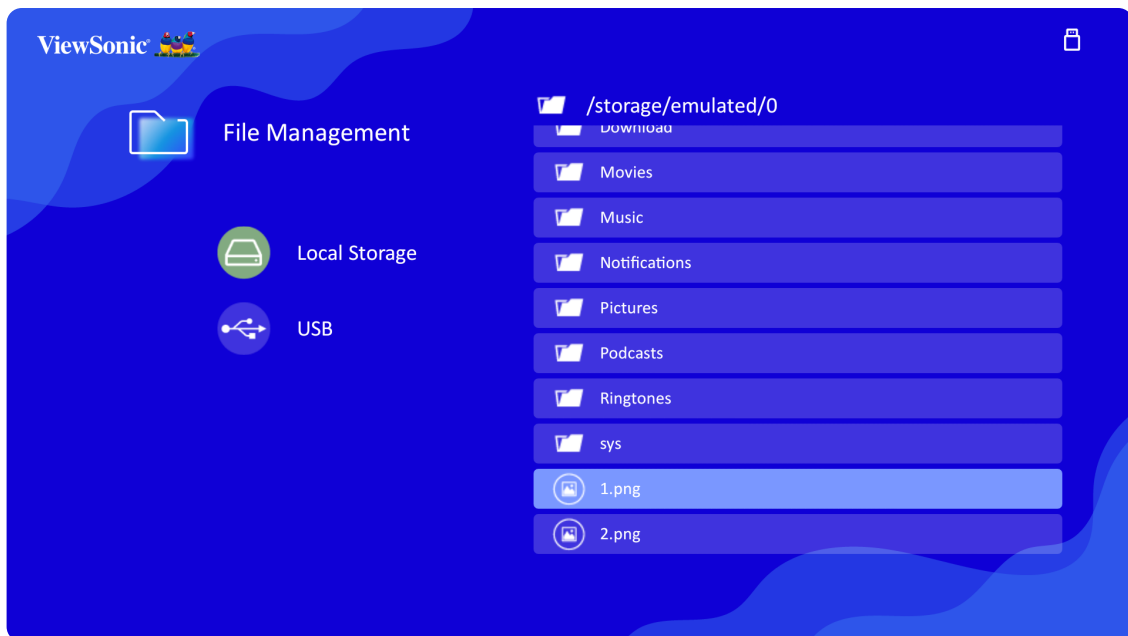 ViewSonic
File Management
Local Storage
USB
/storage/emulated/0
Download
Movies
Music
Notifications
Pictures
Podcasts
Ringtones
sys
1.png
2.png